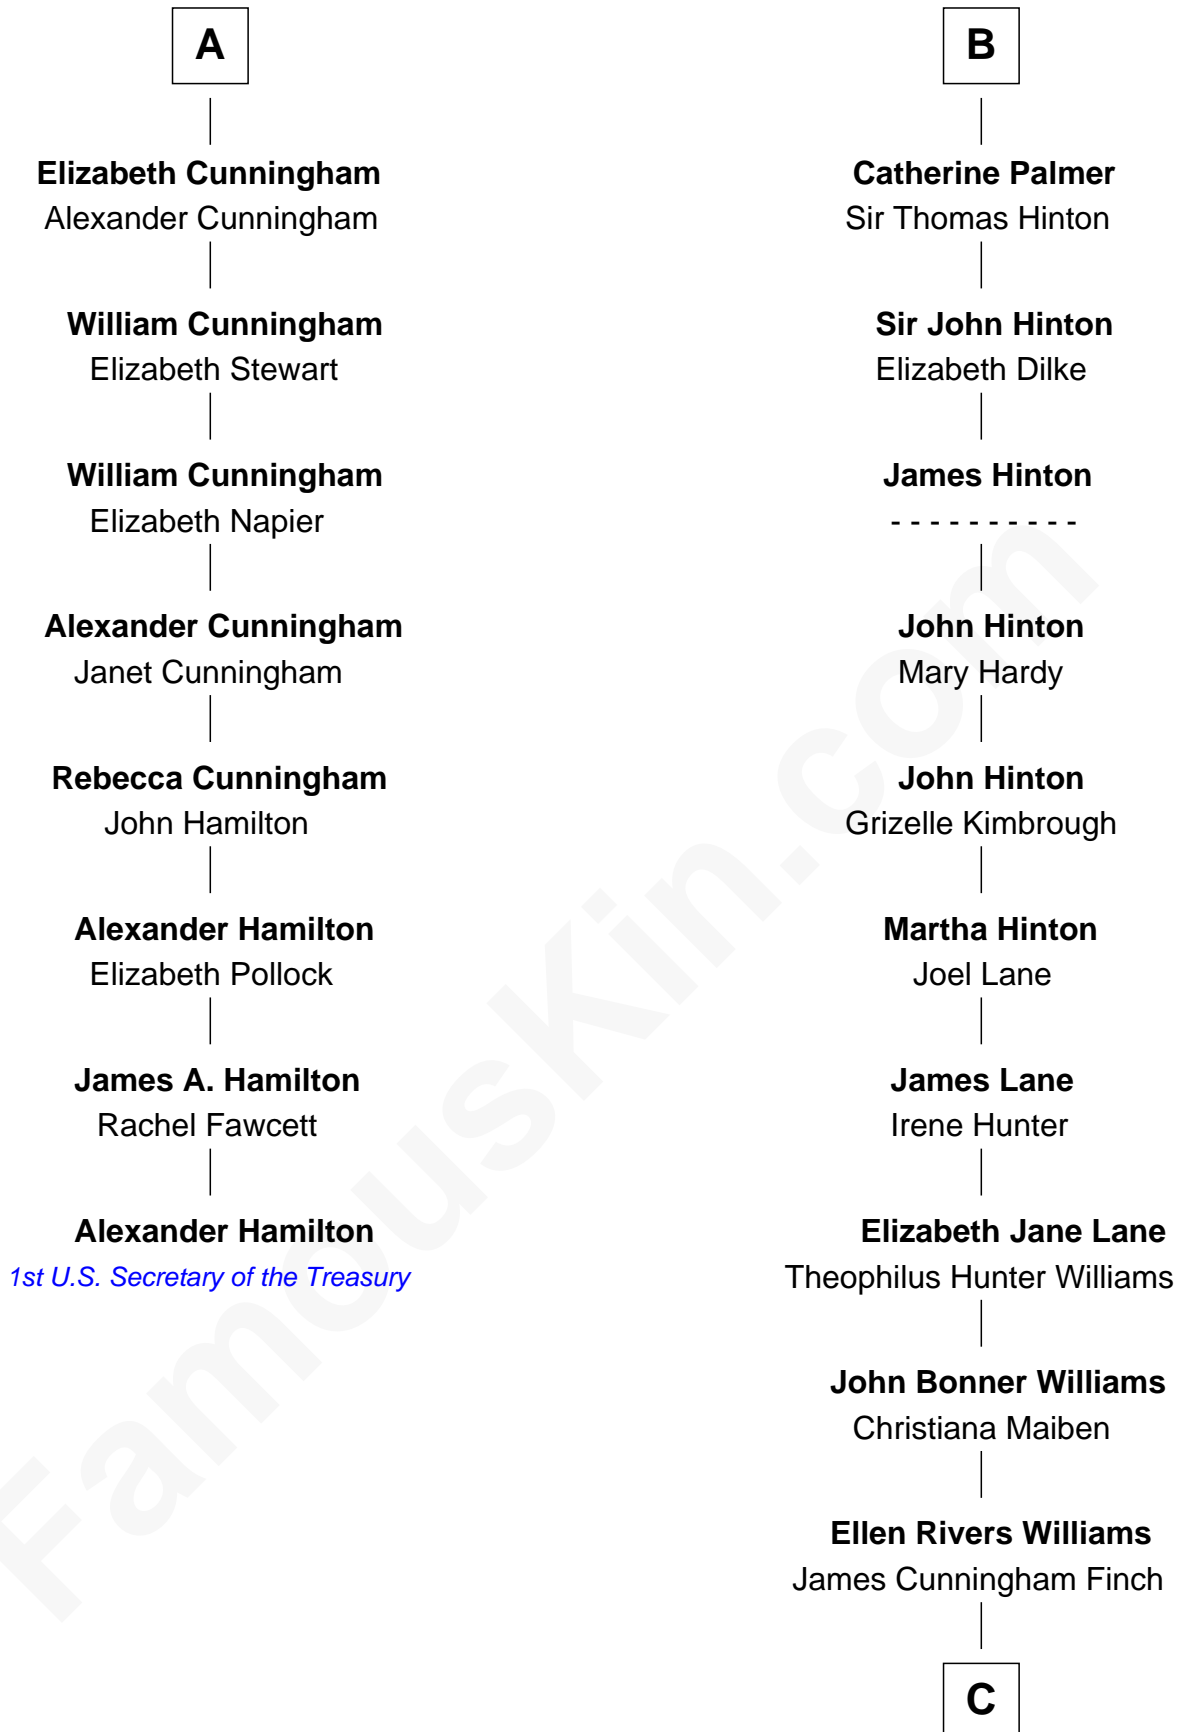 A
Elizabeth Cunningham
Alexander Cunningham
William Cunningham
Elizabeth Stewart
William Cunningham
Elizabeth Napier
Alexander Cunningham
Janet Cunningham
Rebecca Cunningham
John Hamilton
Alexander Hamilton
Elizabeth Pollock
James A. Hamilton
Rachel Fawcett
Alexander Hamilton
1st U.S. Secretary of the Treasury
B
Catherine Palmer
Sir Thomas Hinton
Sir John Hinton
Elizabeth Dilke
James Hinton
- - - - - - - - - -
John Hinton
Mary Hardy
John Hinton
Grizelle Kimbrough
Martha Hinton
Joel Lane
James Lane
Irene Hunter
Elizabeth Jane Lane
Theophilus Hunter Williams
John Bonner Williams
Christiana Maiben
Ellen Rivers Williams
James Cunningham Finch
C
FamousKin.com